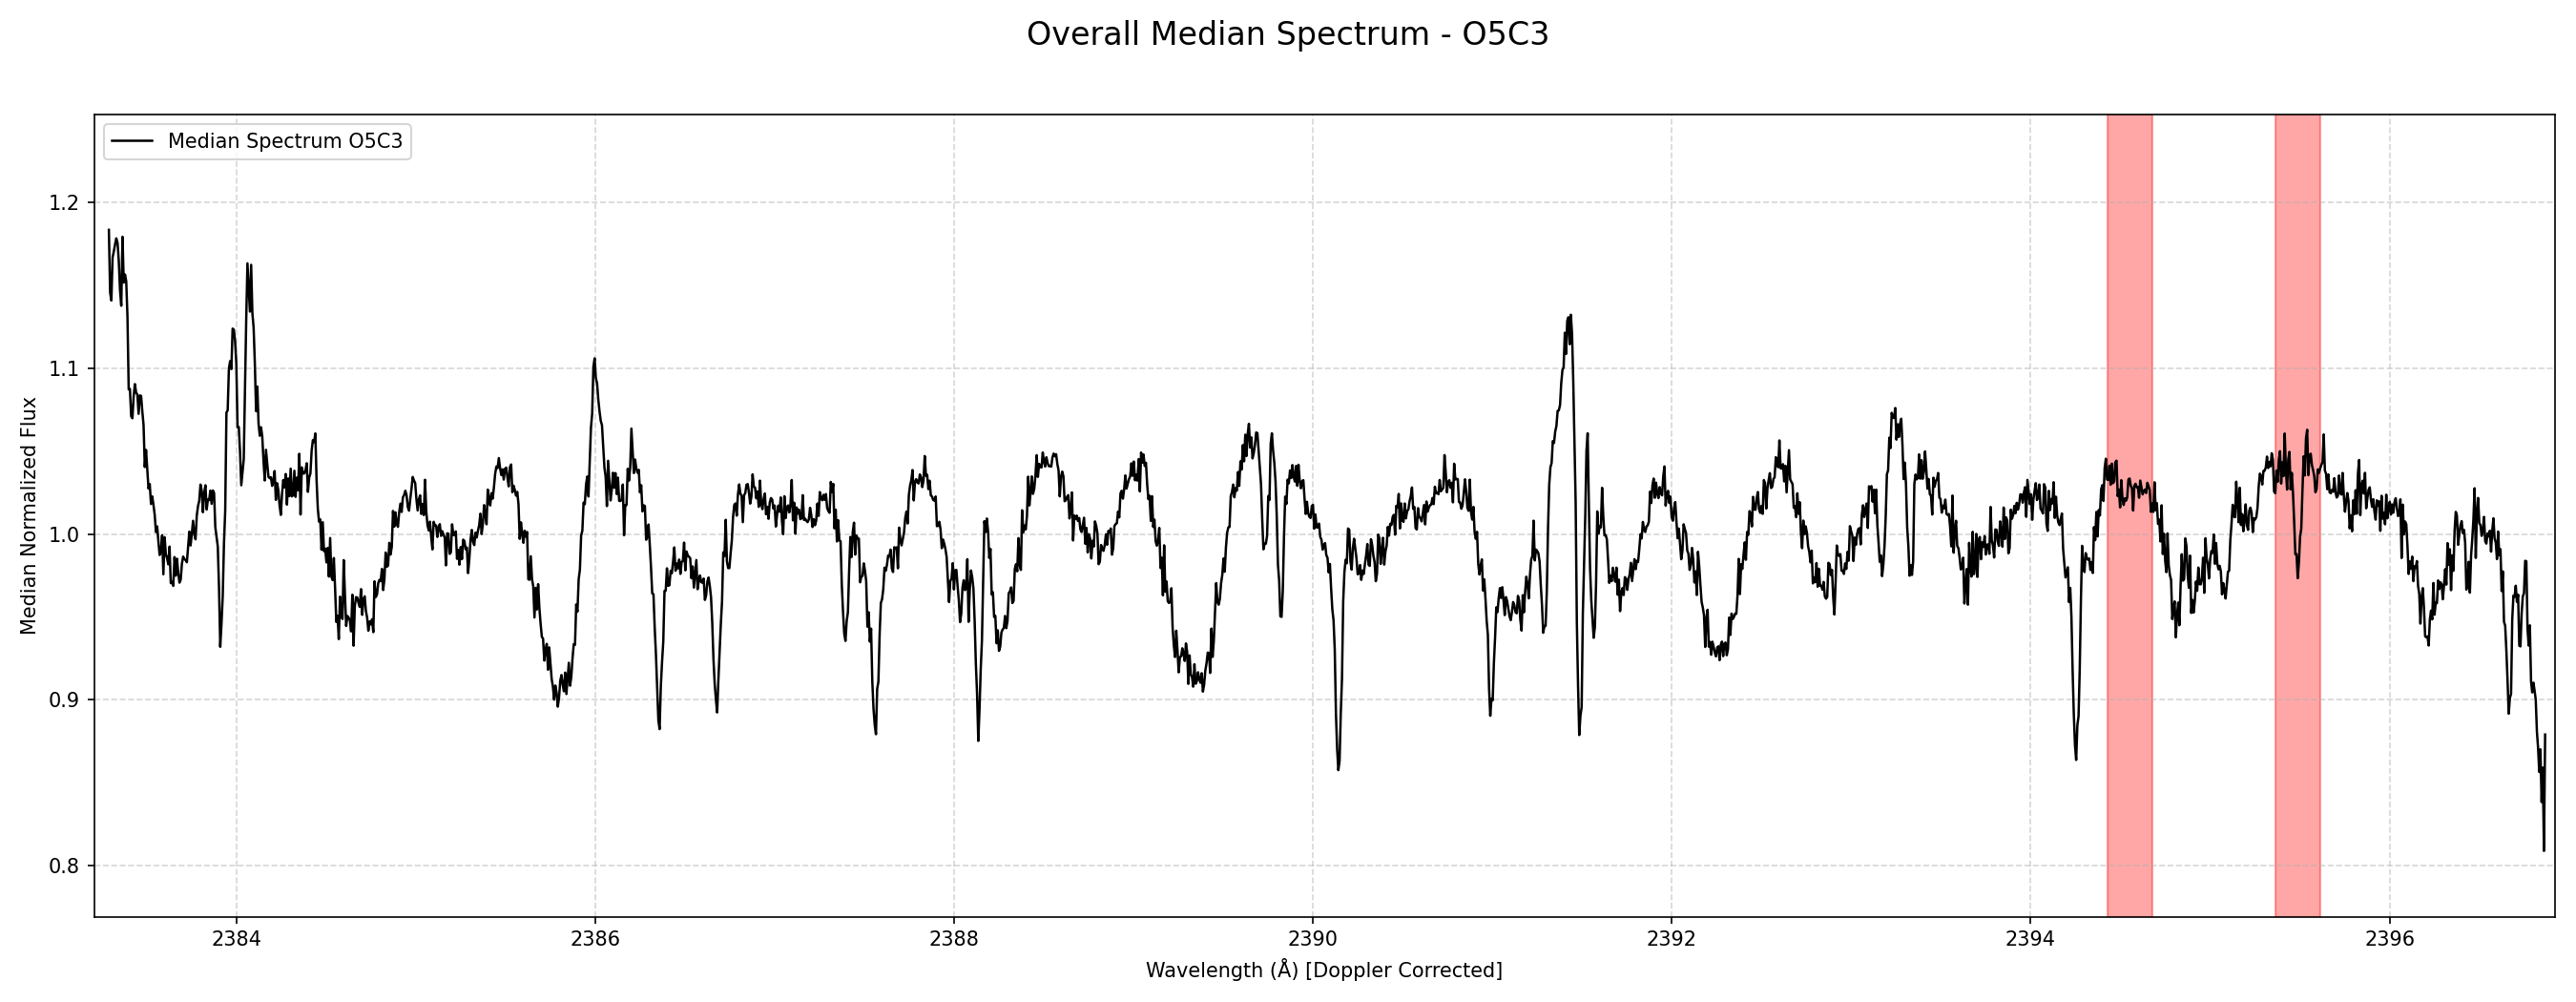 Overall Median Spectrum - O5C3
Median Spectrum O5C3
Median Normalized Flux
1.2
1.1
1.0
0.9
0.8
2384 2386 2388 2390 2392 2394 2396
Wavelength (Å) [Doppler Corrected]